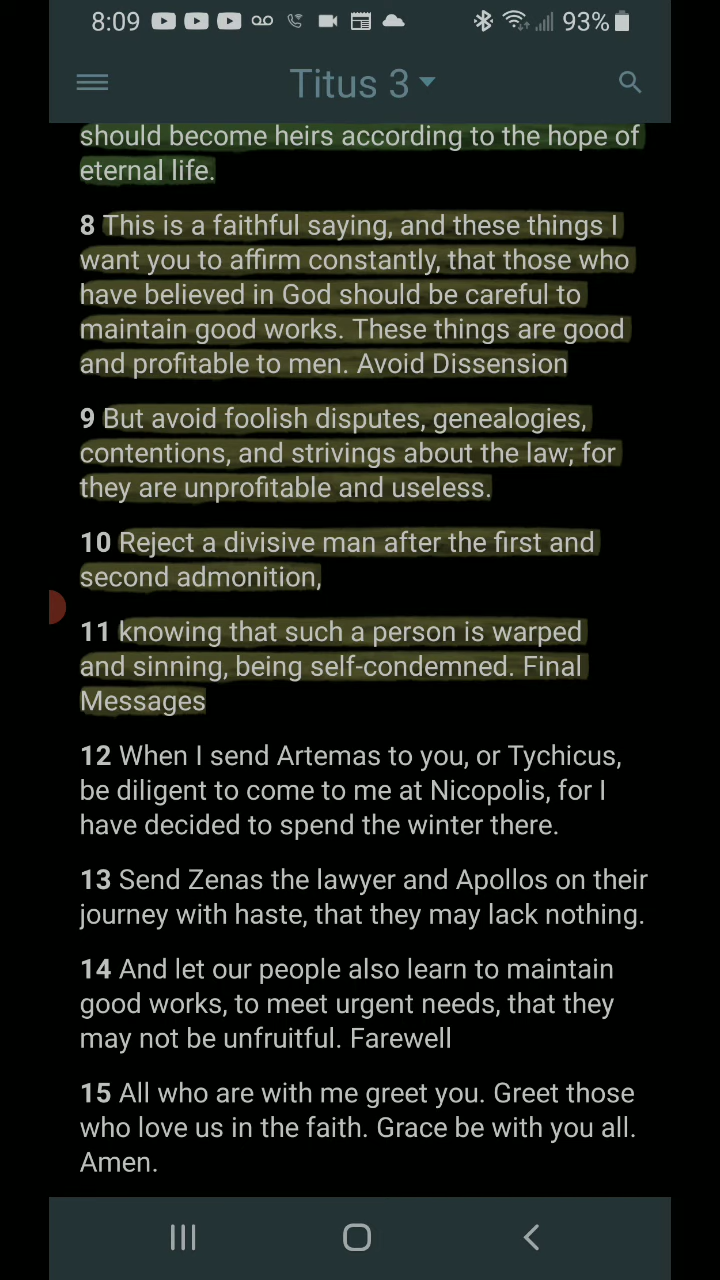 8:09 93%
Titus 3
should become heirs according to the hope of
eternal life.
8 This is a faithful saying, and these things I
want you to affirm constantly, that those who
have believed in God should be careful to
maintain good works. These things are good
and profitable to men. Avoid Dissension
9 But avoid foolish disputes, genealogies,
contentions, and strivings about the law; for
they are unprofitable and useless.
10 Reject a divisive man after the first and
second admonition,
11 knowing that such a person is warped
and sinning, being self-condemned. Final
Messages
12 When I send Artemas to you, or Tychicus,
be diligent to come to me at Nicopolis, for I
have decided to spend the winter there.
13 Send Zenas the lawyer and Apollos on their
journey with haste, that they may lack nothing.
14 And let our people also learn to maintain
good works, to meet urgent needs, that they
may not be unfruitful. Farewell
15 All who are with me greet you. Greet those
who love us in the faith. Grace be with you all.
Amen.